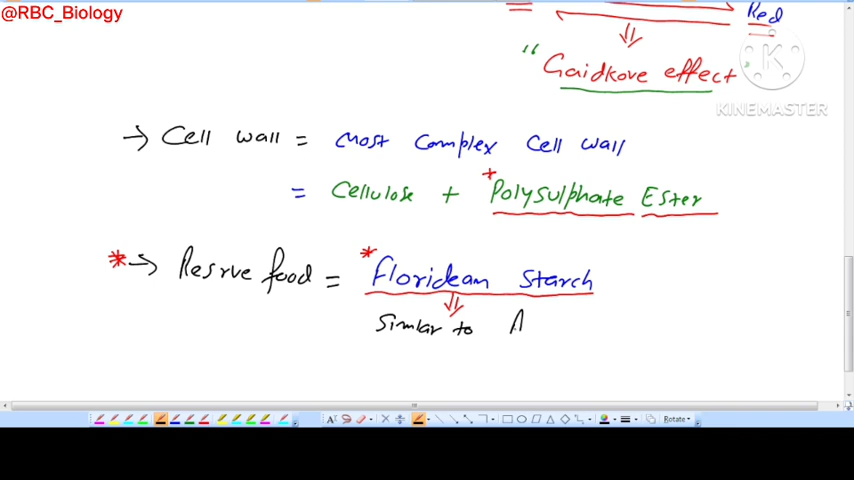 @RBC_Biology
Red
"Gaidkove effect"
KINEMASTER
→ Cell wall = most complex cell wall
= Cellulose + *Polysulphate Ester
*→ Resrve food = *Floridean Starch
Similar to A
Rotate